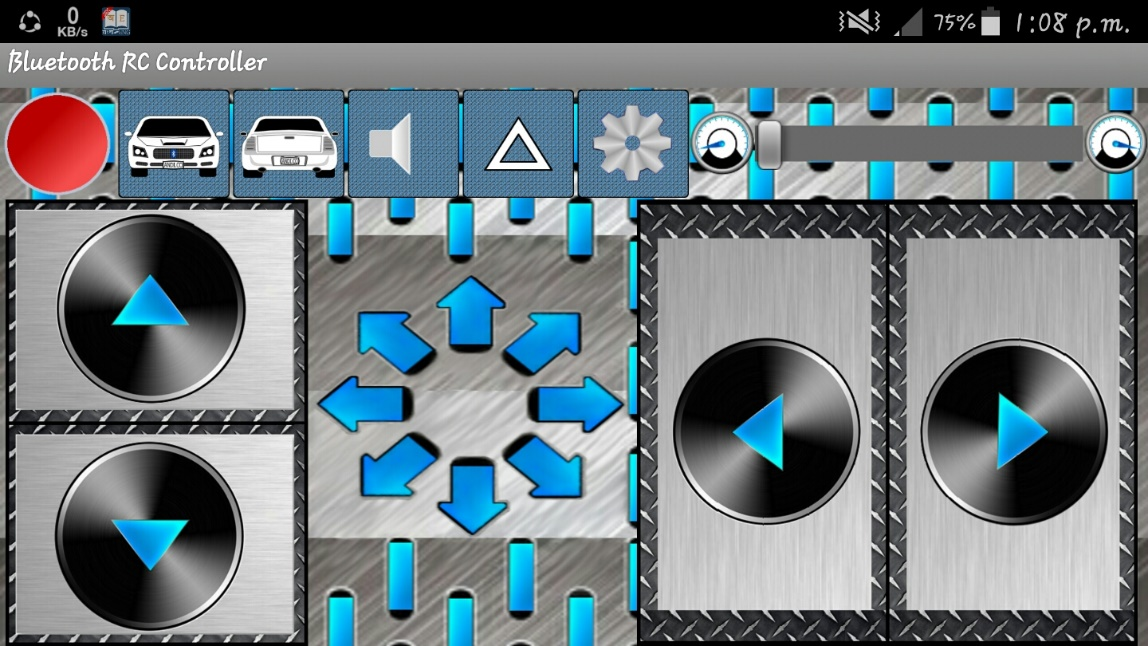 0
KB/s
75%
1:08 p.m.
Bluetooth RC Controller